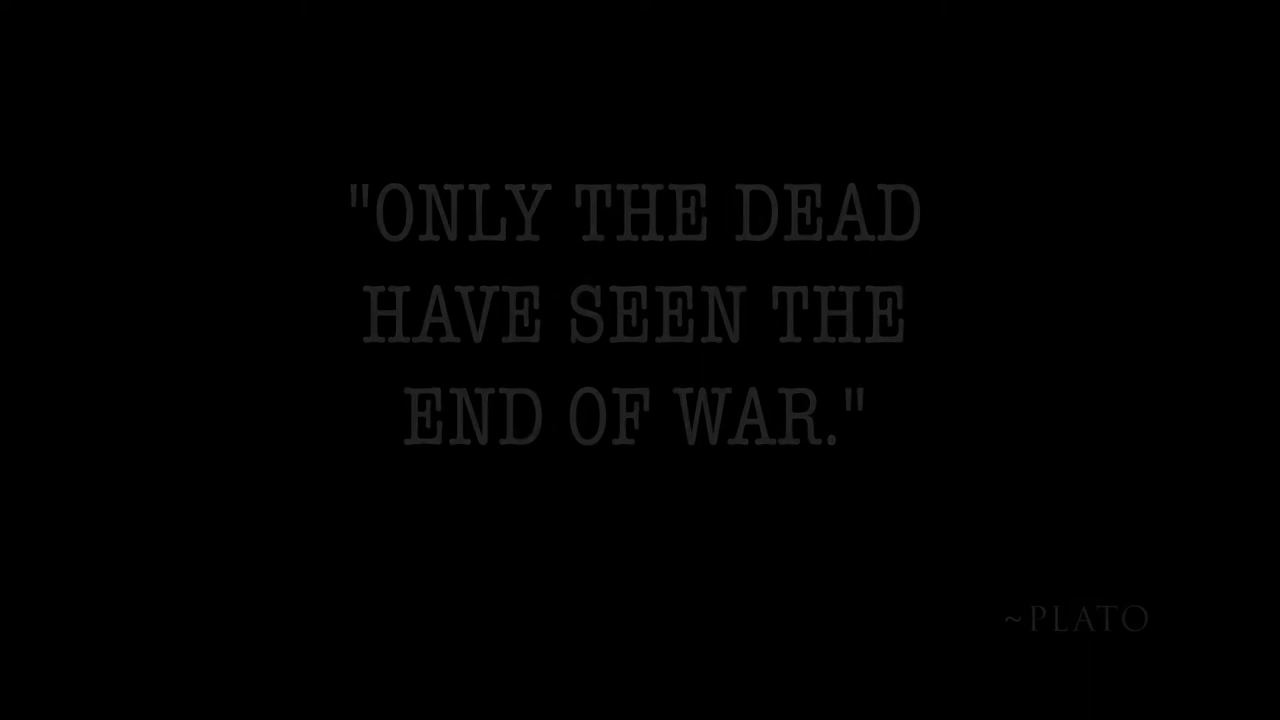 "ONLY THE DEAD
HAVE SEEN THE
END OF WAR."
~PLATO